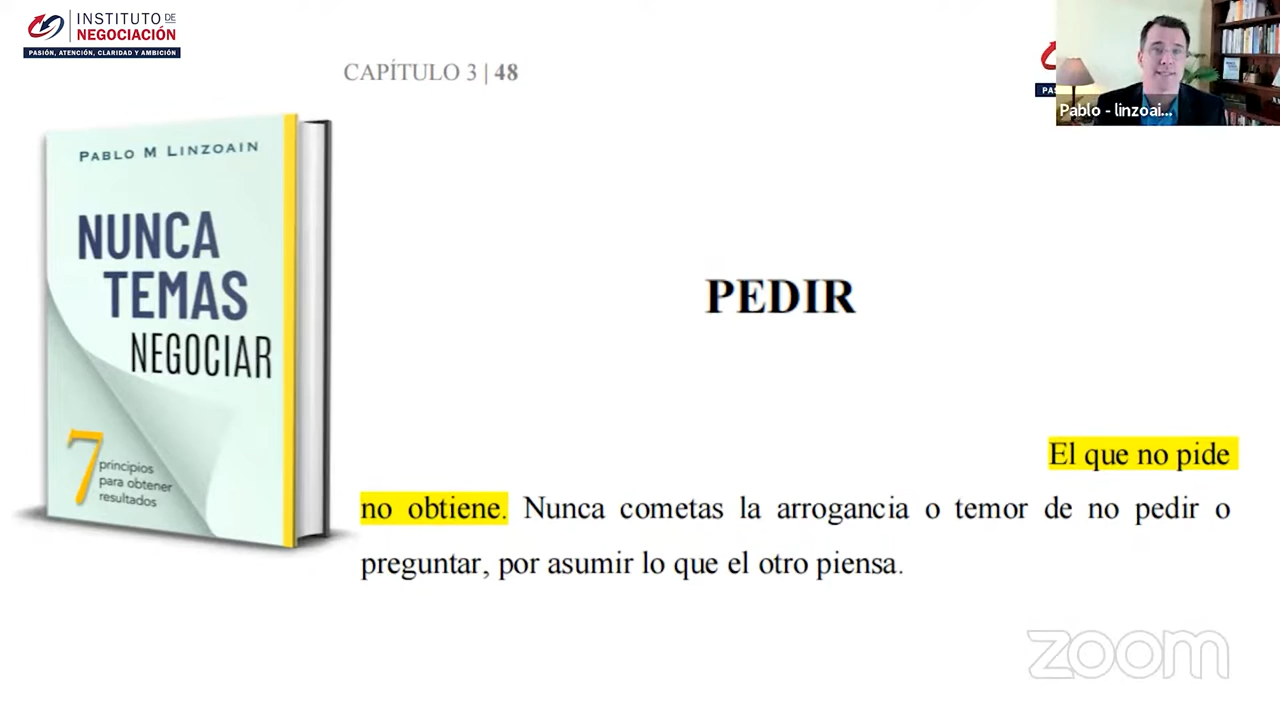 INSTITUTO DE
NEGOCIACIÓN
PASIÓN, ATENCIÓN, CLARIDAD Y AMBICIÓN
CAPÍTULO 3 | 48
PAS
Pablo - linzoai...
PABLO M LINZOAIN
NUNCA
TEMAS
NEGOCIAR
7
principios
para obtener
resultados
PEDIR
El que no pide
no obtiene. Nunca cometas la arrogancia o temor de no pedir o
preguntar, por asumir lo que el otro piensa.
zoom